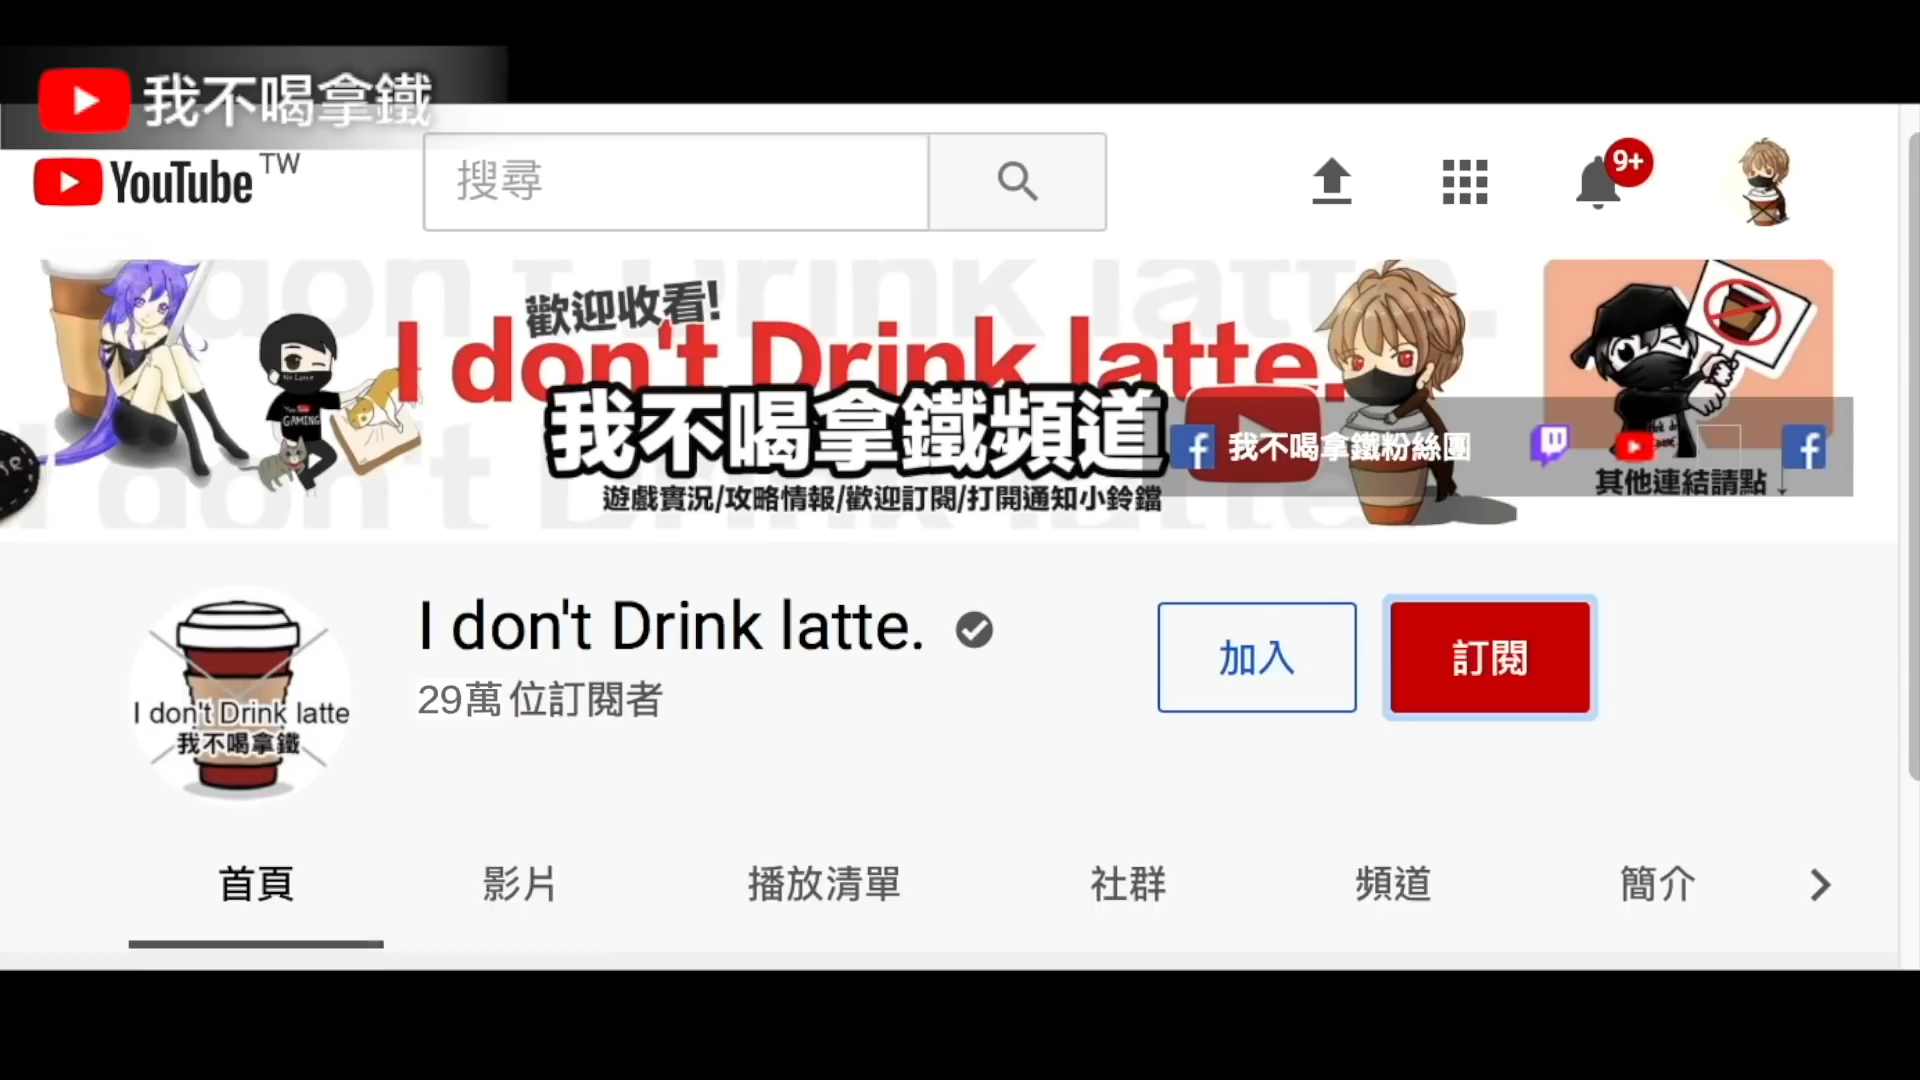 我不喝拿鐵
YouTube TW
搜尋
9+
歡迎收看!
I don't Drink latte.
我不喝拿鐵頻道
遊戲實況/攻略情報/歡迎訂閱/打開通知小鈴鐺
我不喝拿鐵粉絲團
其他連結請點
GAMING
I don't Drink latte.
29萬 位訂閱者
加入
訂閱
I don't Drink latte
我不喝拿鐵
首頁
影片
播放清單
社群
頻道
簡介